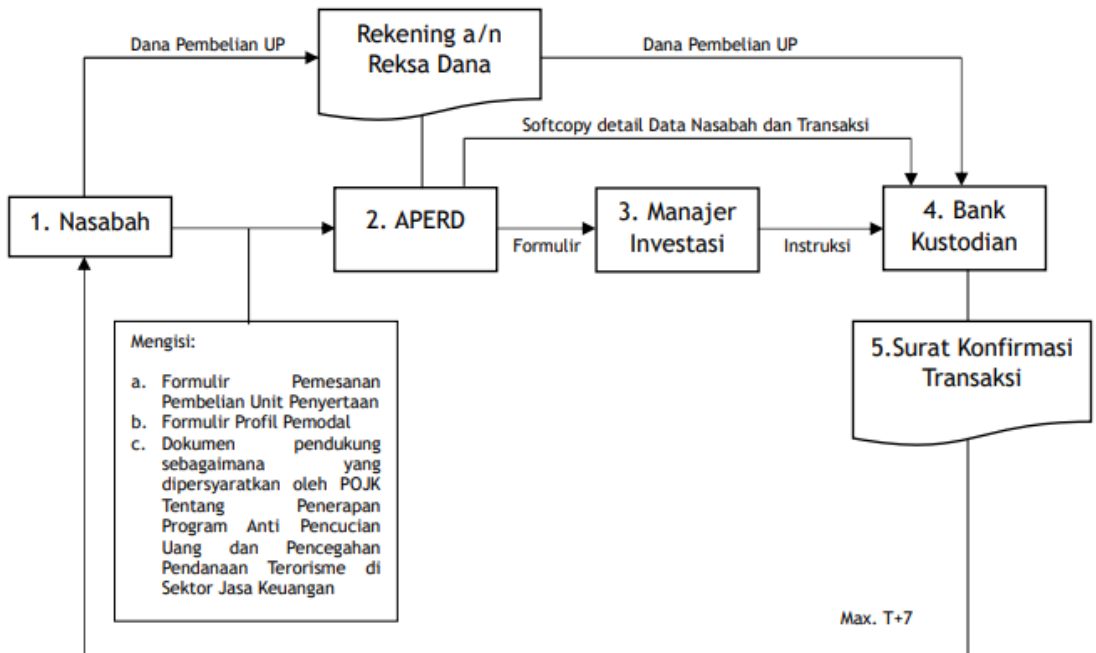 Dana Pembelian UP
Rekening a/n
Reksa Dana
Dana Pembelian UP
Softcopy detail Data Nasabah dan Transaksi
1. Nasabah
2. APERD
Formulir
3. Manajer
Investasi
Instruksi
4. Bank
Kustodian
Mengisi:
a. Formulir Pemesanan
Pembelian Unit Penyertaan
b. Formulir Profil Pemodal
c. Dokumen pendukung
sebagaimana yang
dipersyaratkan oleh POJK
Tentang Penerapan
Program Anti Pencucian
Uang dan Pencegahan
Pendanaan Terorisme di
Sektor Jasa Keuangan
5.Surat Konfirmasi
Transaksi
Max. T+7